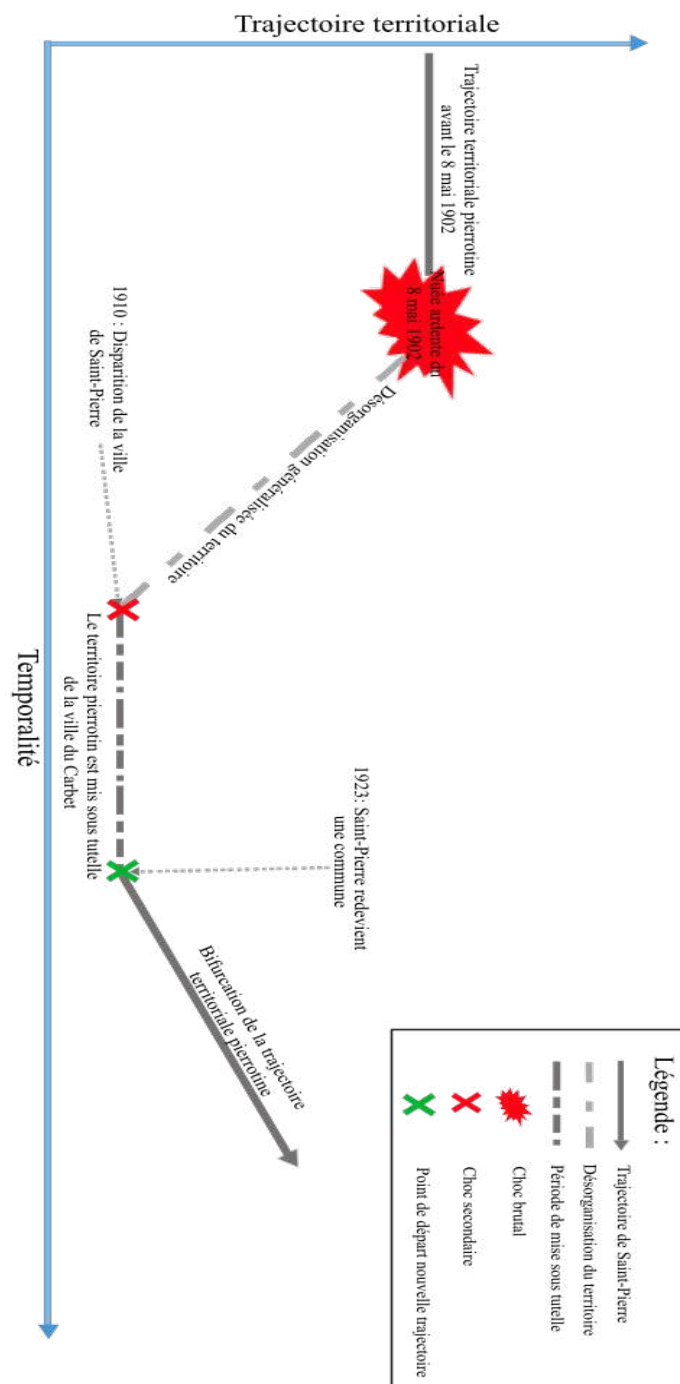 Trajectoire territoriale
Trajectoire territoriale pierrotine
avant le 8 mai 1902
Nuée ardente du
8 mai 1902
Désorganisation généralisée du territoire
1910 : Disparition de la ville
de Saint-Pierre
Le territoire pierrotin est mis sous tutelle
de la ville du Carbet
1923: Saint-Pierre redevient
une commune
Bifurcation de la trajectoire
territoriale pierrotine
Temporalité
Légende :
Trajectoire de Saint-Pierre
Désorganisation du territoire
Période de mise sous tutelle
Choc brutal
Choc secondaire
Point de départ nouvelle trajectoire